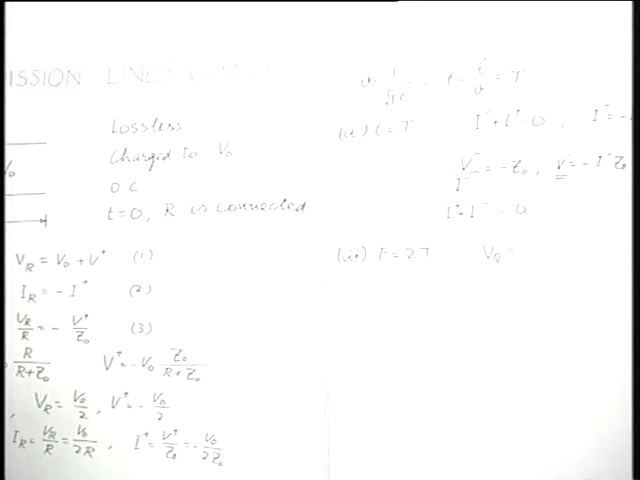 ISSION LINES
Lossless
Charged to V₀
O C
t=0, R is connected
V_R = V₀ + V⁺ (1)
I_R = - I⁺ (2)
V_R/R = - V⁺/Z₀ (3)
R/(R+Z₀) V⁺ = - V₀ Z₀/(R+Z₀)
, V_R = V₀/2, V⁺ = - V₀/2
I_R = V_R/R = V₀/2R, I⁺ = V⁺/Z₀ = - V₀/2Z₀
= T
(ii) t = T I⁻ + I⁺ = 0, I⁻ = -
V⁻/I⁻ = - Z₀, V⁻ = - I⁻ Z₀
I⁺ + I⁻ = 0
(iii) t = 2T V_R =